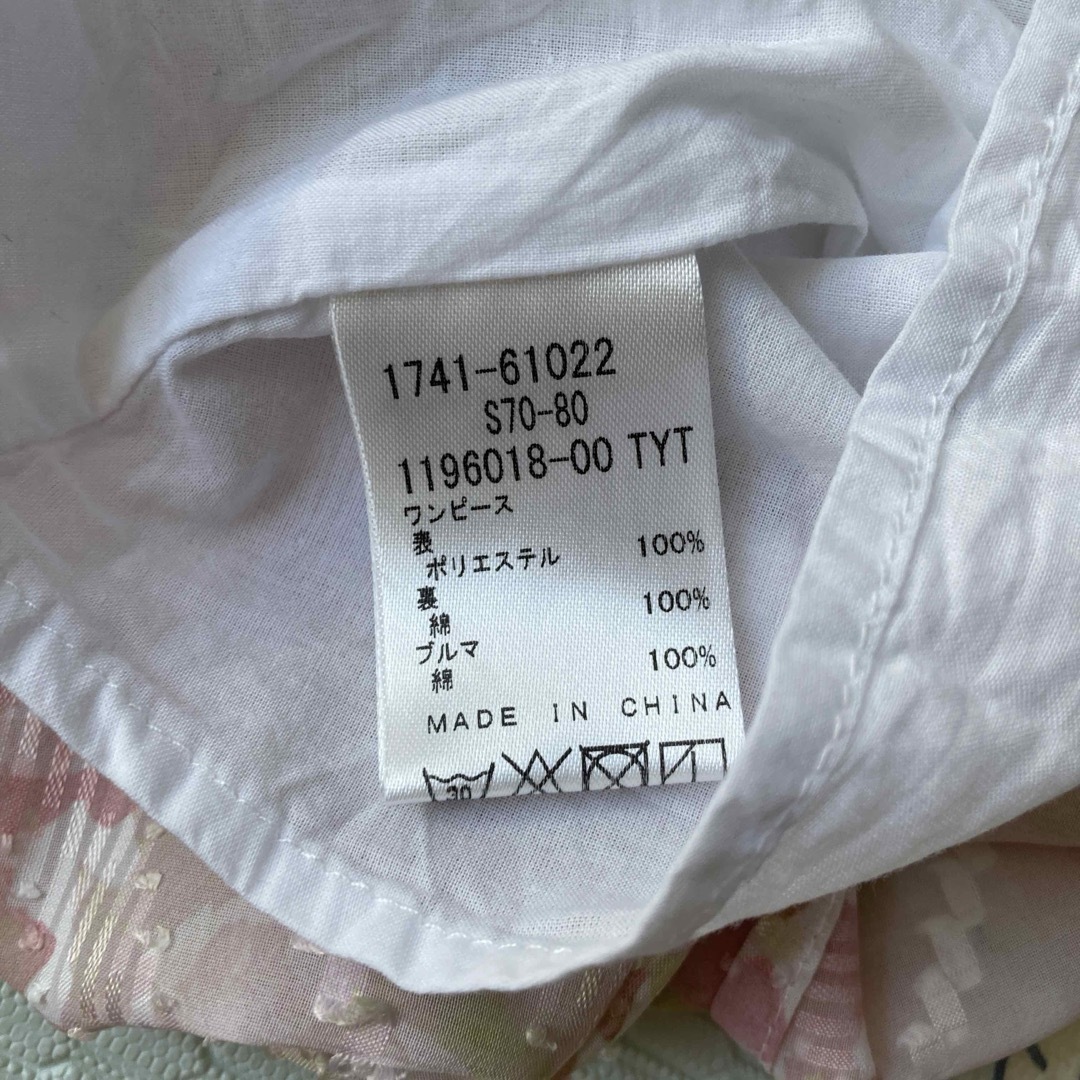 1741-61022
S70-80
1196018-00 TYT
ワンピース
表
ポリエステル 100%
裏
綿 100%
ブルマ
綿 100%
MADE IN CHINA
30